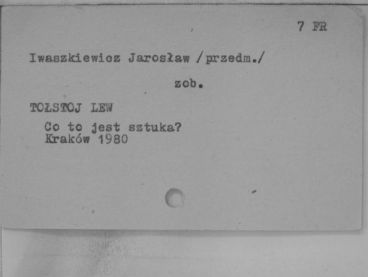 7 FR
Iwaszkiewicz Jarosław /przedm./
zob.
TOŁSTOJ LEW
Co to jest sztuka?
Kraków 1980